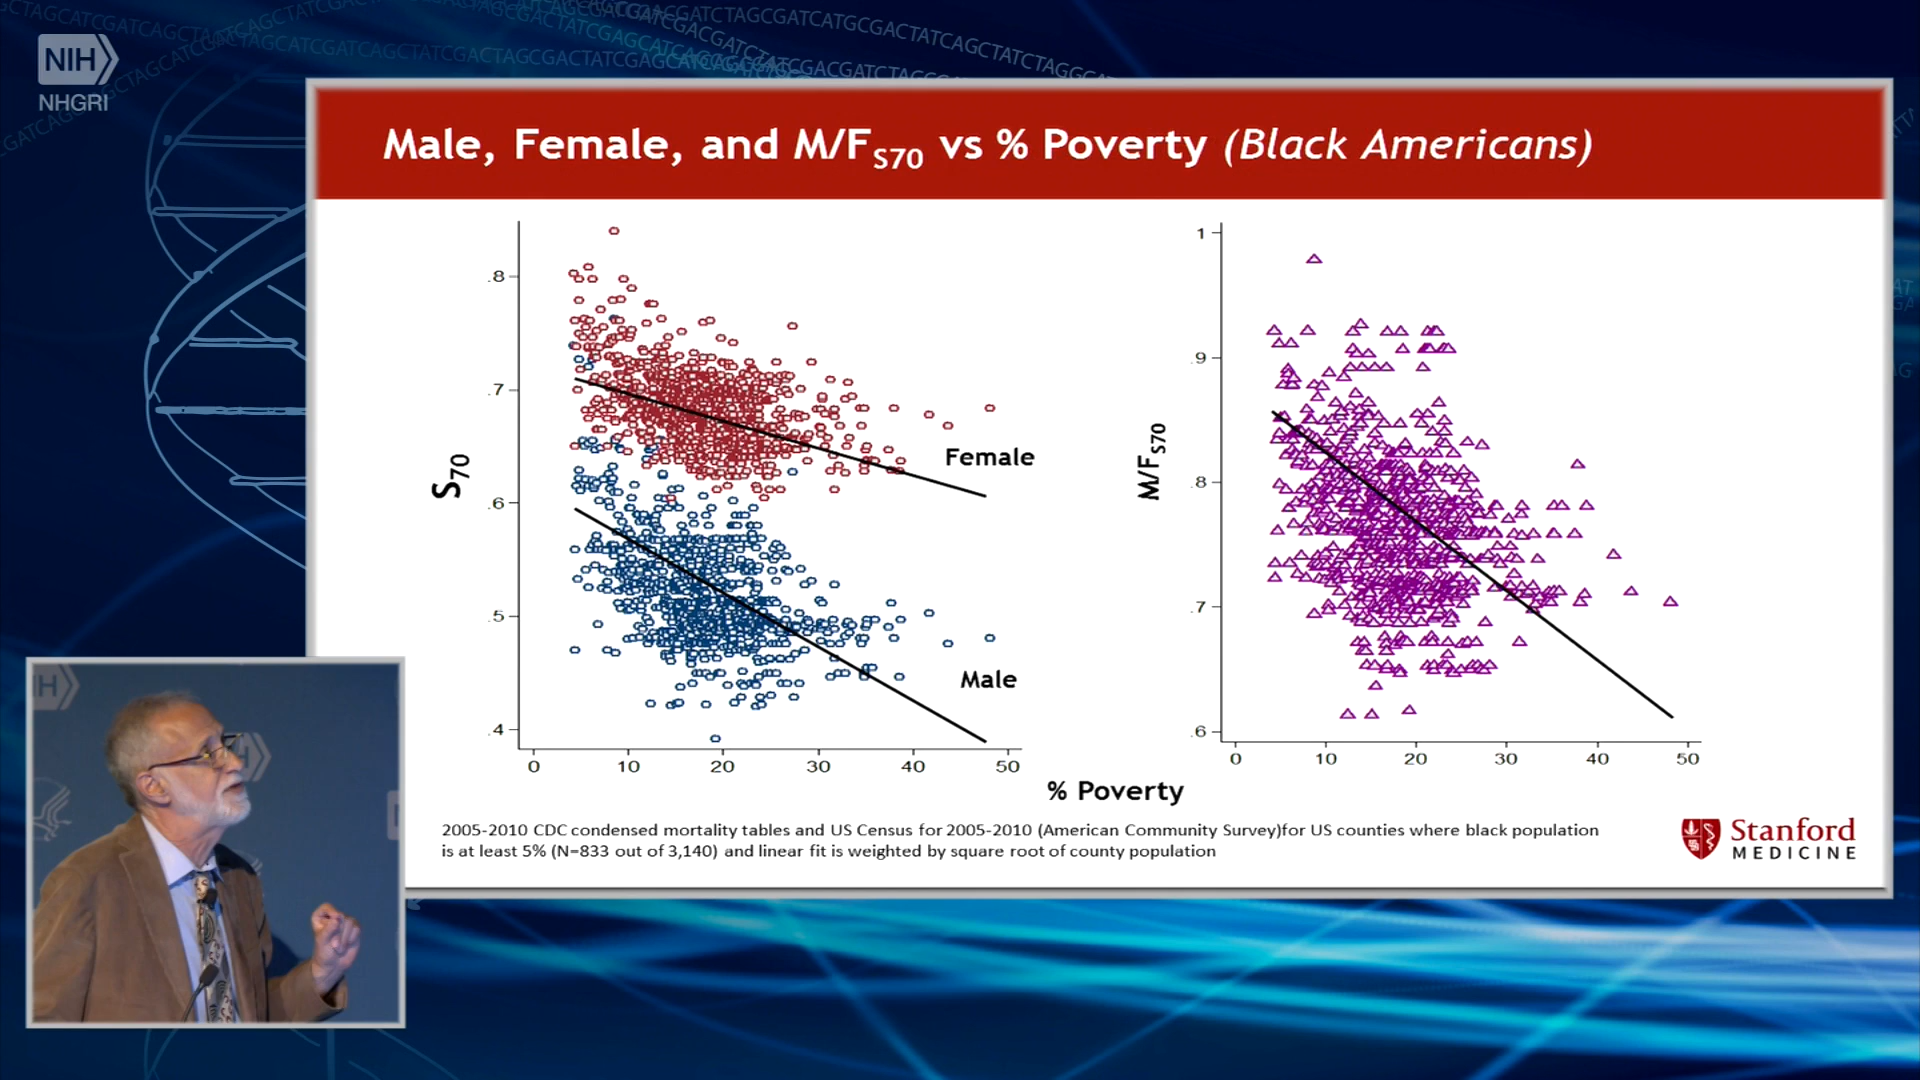 NIH
NHGRI
Male, Female, and M/FS70 vs % Poverty (Black Americans)
S70
.8
.7
.6
.5
.4
0 10 20 30 40 50
Female
Male
M/FS70
1
.9
.8
.7
.6
0 10 20 30 40 50
% Poverty
2005-2010 CDC condensed mortality tables and US Census for 2005-2010 (American Community Survey)for US counties where black population
is at least 5% (N=833 out of 3,140) and linear fit is weighted by square root of county population
Stanford
MEDICINE